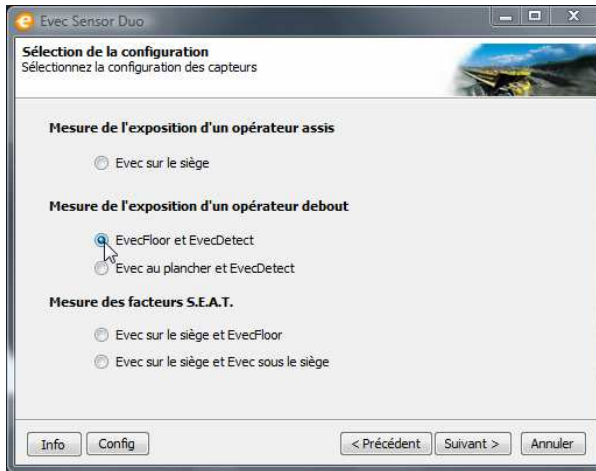 Evec Sensor Duo
Sélection de la configuration
Sélectionnez la configuration des capteurs
Mesure de l'exposition d'un opérateur assis
Evec sur le siège
Mesure de l'exposition d'un opérateur debout
EvecFloor et EvecDetect
Evec au plancher et EvecDetect
Mesure des facteurs S.E.A.T.
Evec sur le siège et EvecFloor
Evec sur le siège et Evec sous le siège
Info Config < Précédent Suivant > Annuler